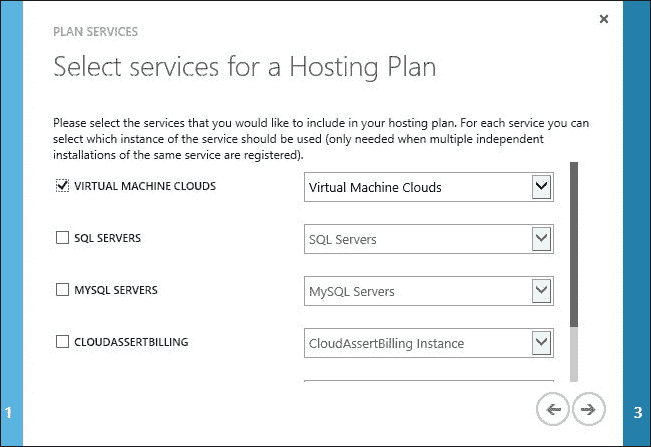 PLAN SERVICES
Select services for a Hosting Plan
Please select the services that you would like to include in your hosting plan. For each service you can
select which instance of the service should be used (only needed when multiple independent
installations of the same service are registered).
VIRTUAL MACHINE CLOUDS Virtual Machine Clouds
SQL SERVERS SQL Servers
MYSQL SERVERS MySQL Servers
CLOUDASSERTBILLING CloudAssertBilling Instance
1 3